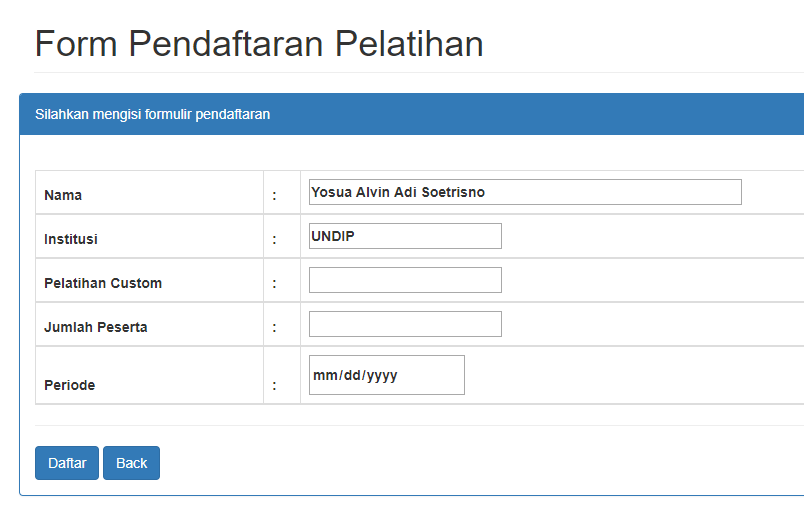 Form Pendaftaran Pelatihan
Silahkan mengisi formulir pendaftaran
Nama : Yosua Alvin Adi Soetrisno
Institusi : UNDIP
Pelatihan Custom :
Jumlah Peserta :
Periode : mm/dd/yyyy
Daftar Back